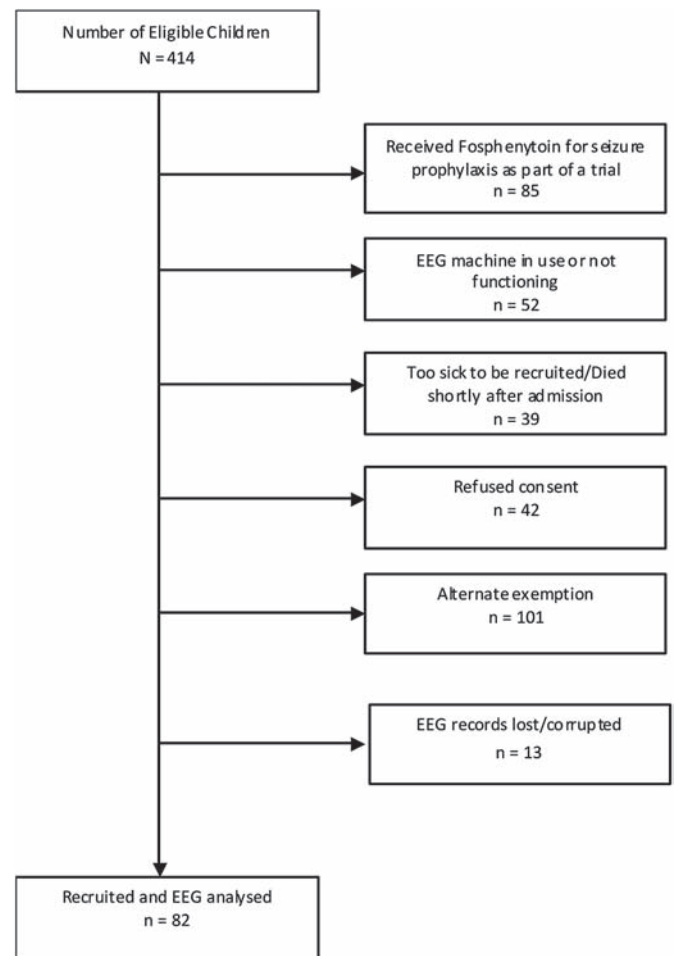 Number of Eligible Children
N = 414
Received Fosphenytoin for seizure
prophylaxis as part of a trial
n = 85
EEG machine in use or not
functioning
n = 52
Too sick to be recruited/Died
shortly after admission
n = 39
Refused consent
n = 42
Alternate exemption
n = 101
EEG records lost/corrupted
n = 13
Recruited and EEG analysed
n = 82